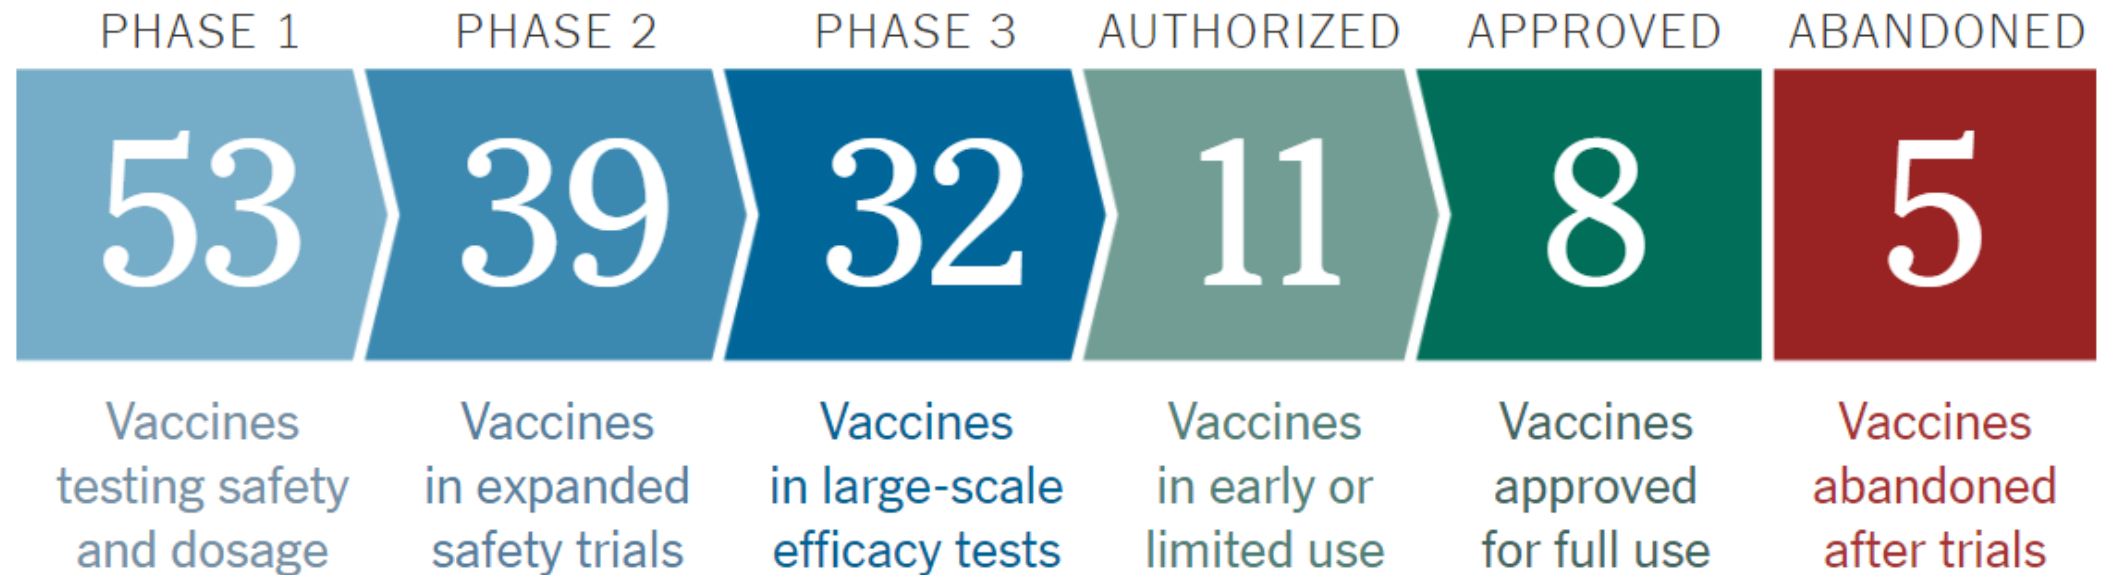 PHASE 1 PHASE 2 PHASE 3 AUTHORIZED APPROVED ABANDONED
53 39 32 11 8 5
Vaccines testing safety and dosage
Vaccines in expanded safety trials
Vaccines in large-scale efficacy tests
Vaccines in early or limited use
Vaccines approved for full use
Vaccines abandoned after trials